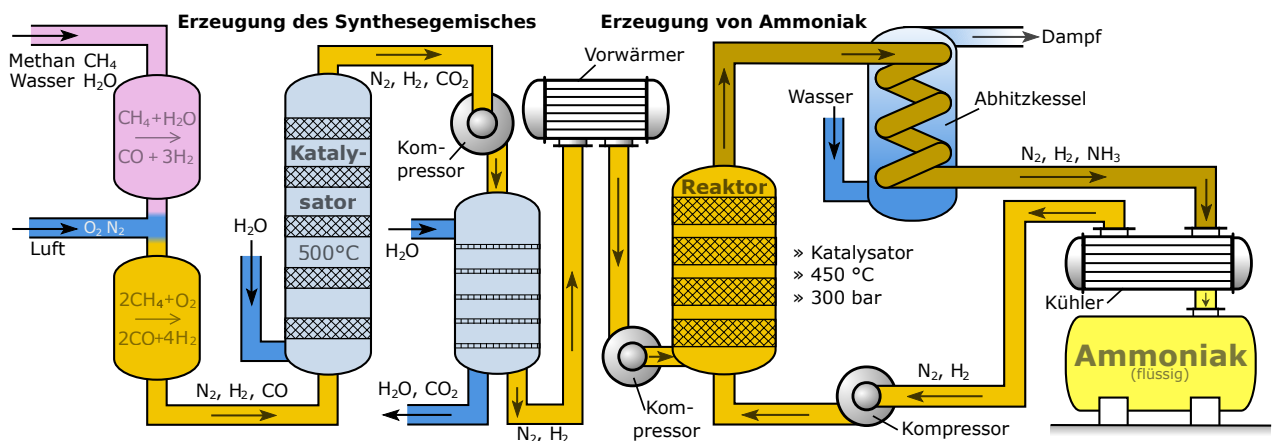 Erzeugung des Synthesegemisches
Erzeugung von Ammoniak
Methan CH₄
Wasser H₂O
CH₄+H₂O
CO + 3H₂
O₂ N₂
Luft
2CH₄+O₂
2CO+4H₂
N₂, H₂, CO
H₂O
Kataly-
sator
500°C
N₂, H₂, CO₂
Kom-
pressor
H₂O
H₂O, CO₂
N₂, H₂
Vorwärmer
Kom-
pressor
Reaktor
» Katalysator
» 450 °C
» 300 bar
Wasser
Dampf
Abhitzkessel
N₂, H₂, NH₃
Kühler
Ammoniak
(flüssig)
N₂, H₂
Kompressor